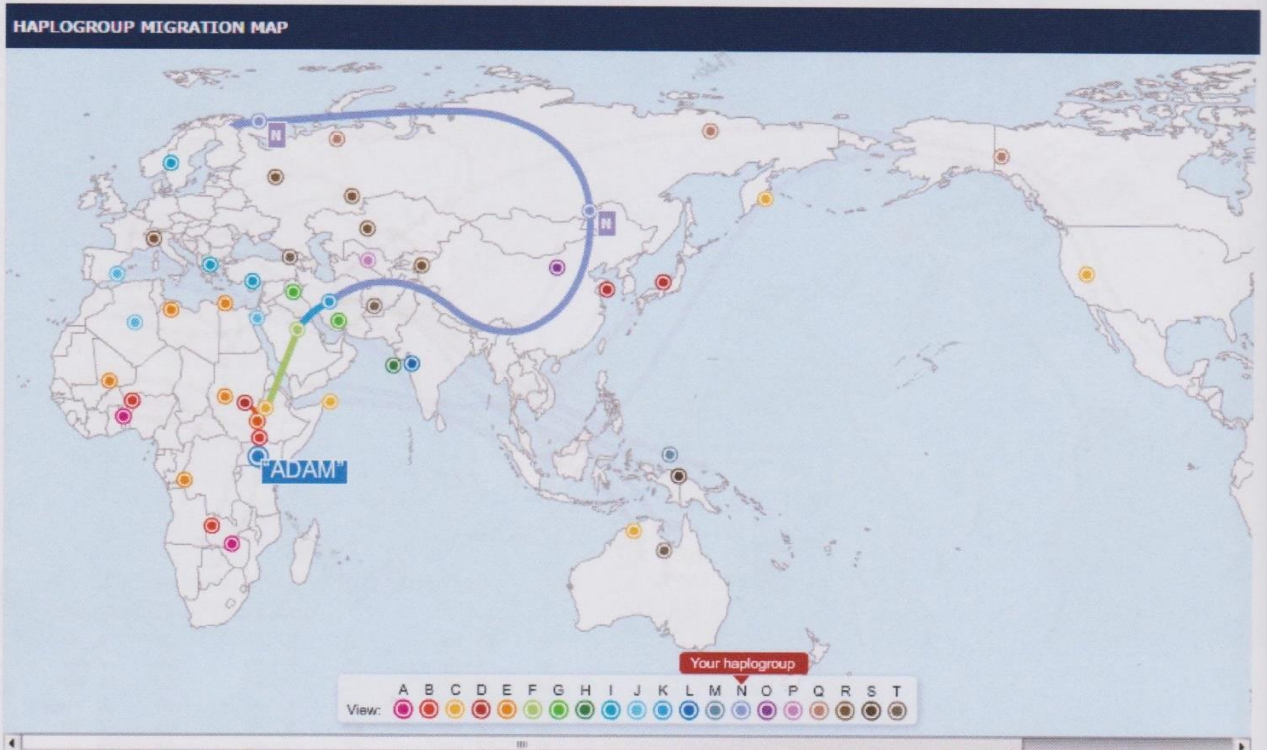 HAPLOGROUP MIGRATION MAP
N
N
"ADAM"
Your haplogroup
A B C D E F G H I J K L M N O P Q R S T
View: